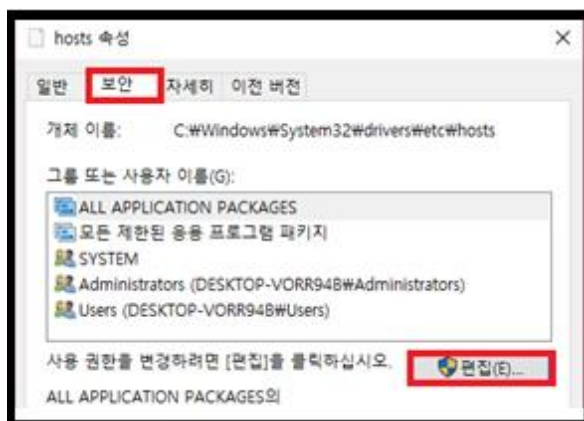 hosts 속성
일반 보안 자세히 이전 버전
개체 이름: C:₩Windows₩System32₩drivers₩etc₩hosts
그룹 또는 사용자 이름(G):
ALL APPLICATION PACKAGES
모든 제한된 응용 프로그램 패키지
SYSTEM
Administrators (DESKTOP-VORR94B₩Administrators)
Users (DESKTOP-VORR94B₩Users)
사용 권한을 변경하려면 [편집]을 클릭하십시오. 편집(E)...
ALL APPLICATION PACKAGES의